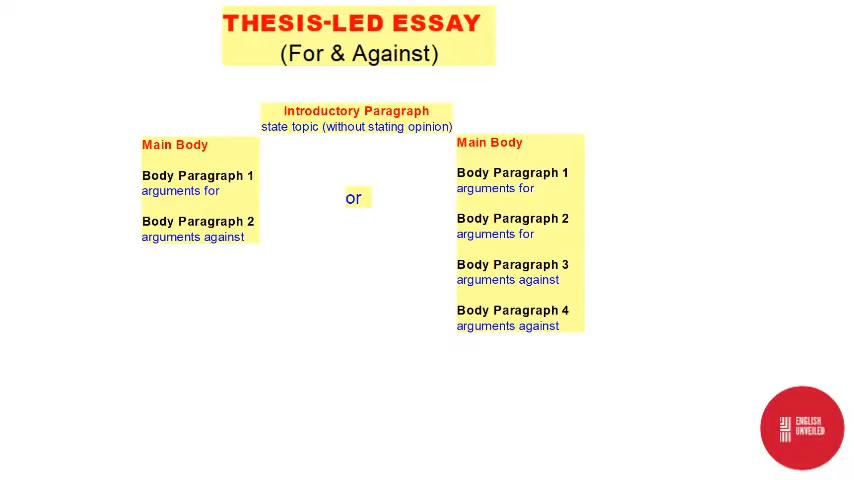 THESIS-LED ESSAY
(For & Against)
Introductory Paragraph
state topic (without stating opinion)
Main Body
Body Paragraph 1
arguments for
Body Paragraph 2
arguments against
or
Main Body
Body Paragraph 1
arguments for
Body Paragraph 2
arguments for
Body Paragraph 3
arguments against
Body Paragraph 4
arguments against
ENGLISH
UNVEILED